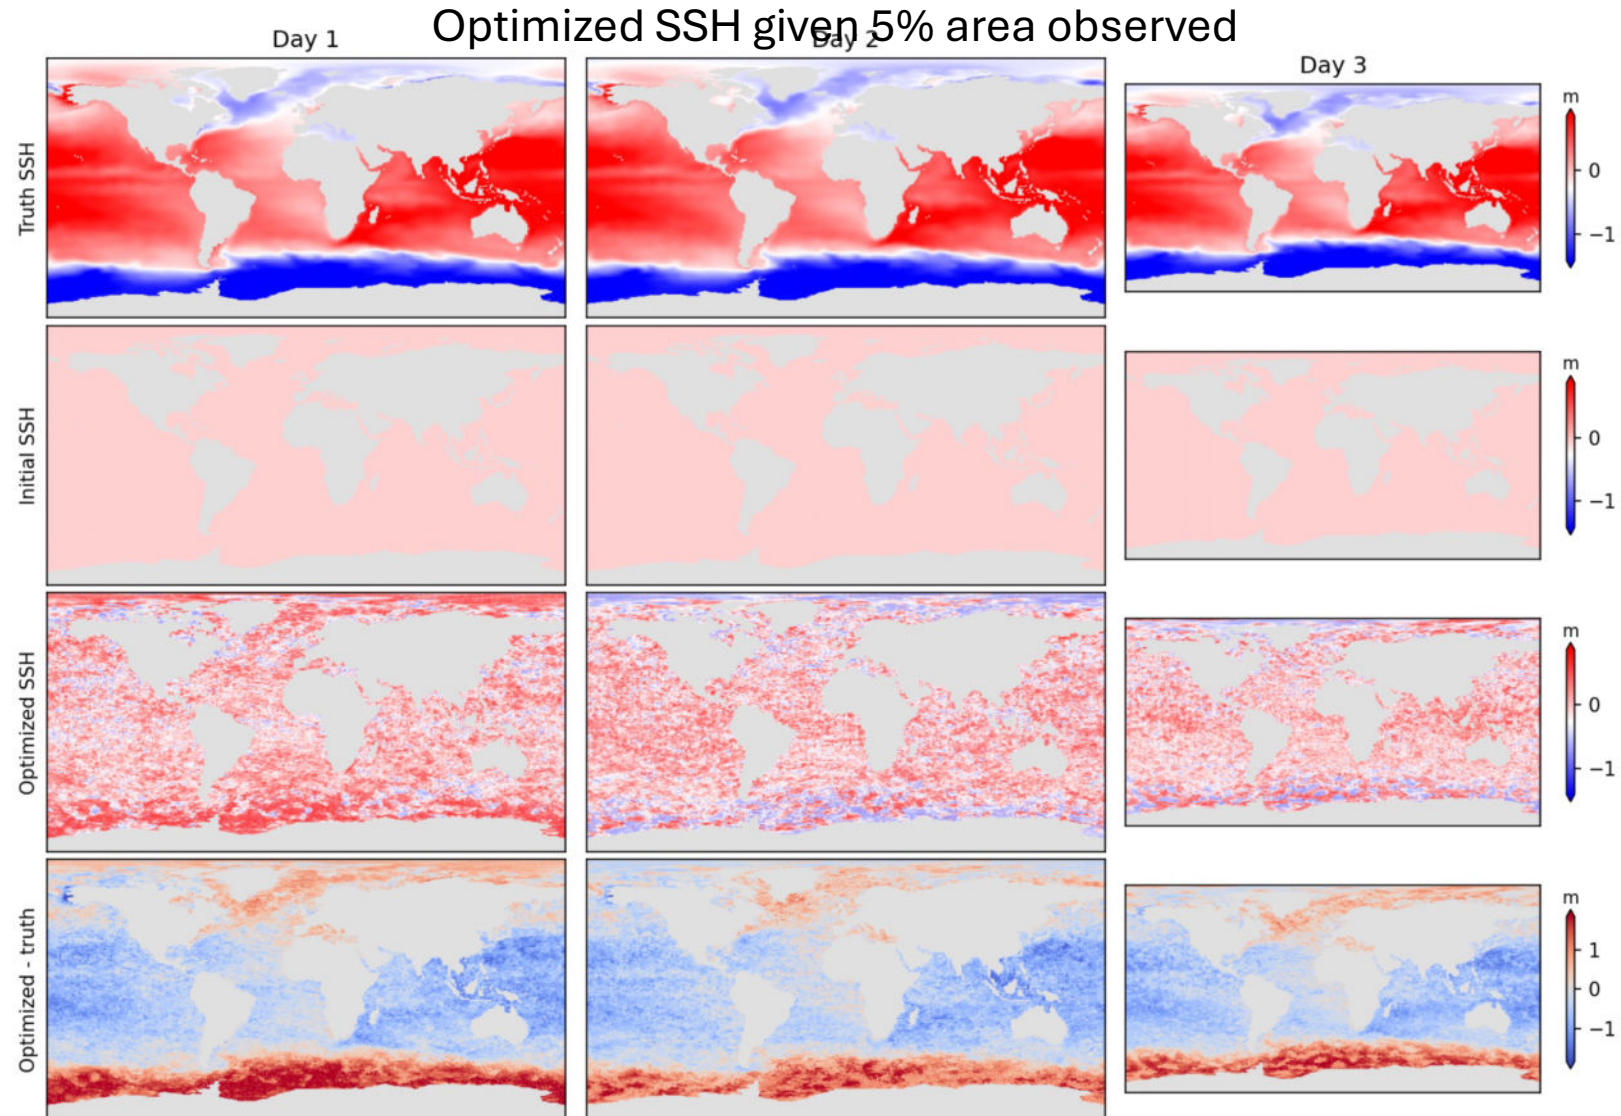 Optimized SSH given 5% area observed
Day 1
Day 2
Day 3
Truth SSH
m
0
−1
Initial SSH
m
0
−1
Optimized SSH
m
0
−1
Optimized - truth
m
1
0
−1